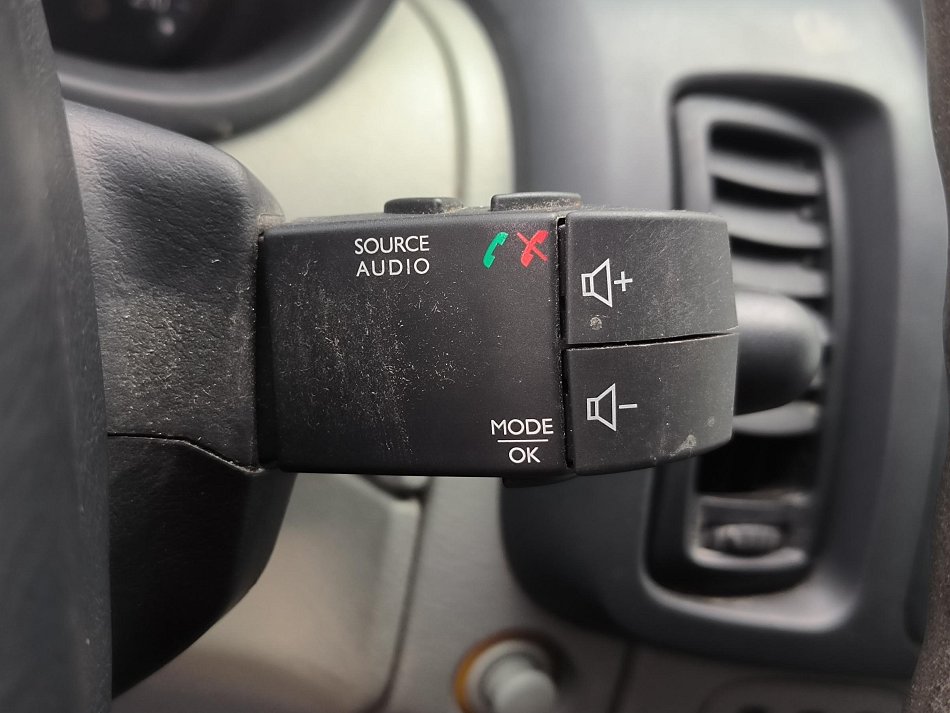 SOURCE
AUDIO
+
-
MODE
OK